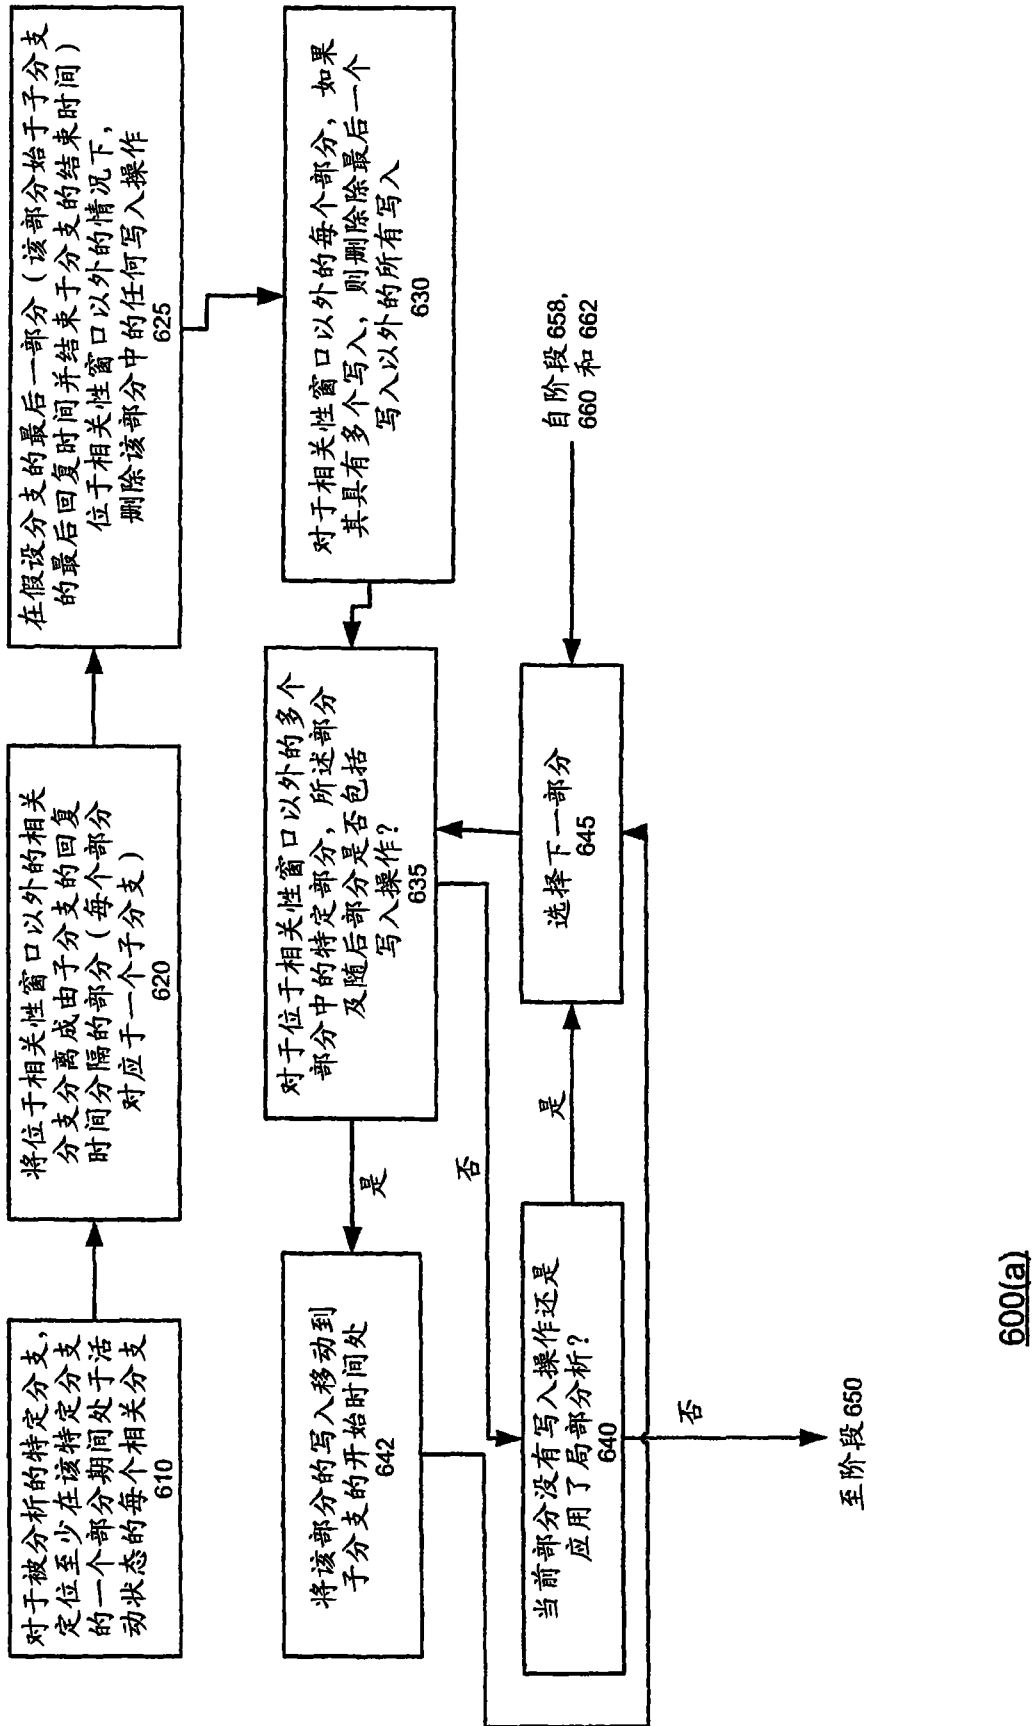 对于被分析的特定分支,
定位至少在该特定分支
的一个部分期间处于活
动状态的每个相关分支
610
将位于相关性窗口以外的相关
分支分离成由子分支的回复
时间分隔的部分(每个部分
对应于一个子分支)
620
在假设分支的最后一部分(该部分始于子分支
的最后回复时间并结束于分支的结束时间)
位于相关性窗口以外的情况下,
删除该部分中的任何写入操作
625
对于相关性窗口以外的每个部分,如果
其具有多个写入,则删除除最后一个
写入以外的所有写入
630
对于位于相关性窗口以外的多个
部分中的特定部分,所述部分
及随后部分是否包括
写入操作?
635
是
否
将该部分的写入移动到
子分支的开始时间处
642
当前部分没有写入操作还是
应用了局部分析?
640
是
否
选择下一部分
645
自阶段 658,
660 和 662
至阶段 650
600(a)